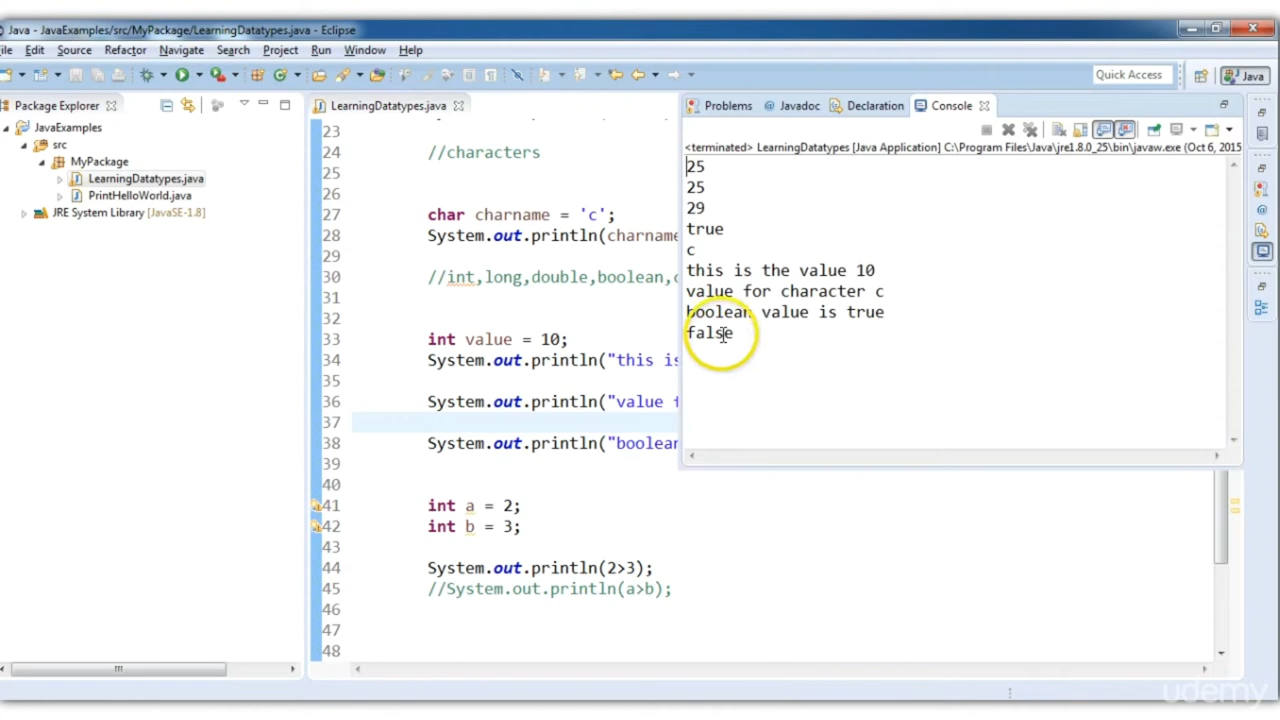 Java - JavaExamples/src/MyPackage/LearningDatatypes.java - Eclipse
ile Edit Source Refactor Navigate Search Project Run Window Help
Quick Access
Java
Package Explorer
JavaExamples
src
MyPackage
LearningDatatypes.java
PrintHelloWorld.java
JRE System Library [JavaSE-1.8]
LearningDatatypes.java
23
24 //characters
25
26
27 char charname = 'c';
28 System.out.println(charname
29
30 //int,long,double,boolean,c
31
32
33 int value = 10;
34 System.out.println("this is
35
36 System.out.println("value f
37
38 System.out.println("boolean
39
40
41 int a = 2;
42 int b = 3;
43
44 System.out.println(2>3);
45 //System.out.println(a>b);
46
47
48
Problems @ Javadoc Declaration Console
<terminated> LearningDatatypes [Java Application] C:\Program Files\Java\jre1.8.0_25\bin\javaw.exe (Oct 6, 2015
25
25
29
true
c
this is the value 10
value for character c
boolean value is true
false
udemy